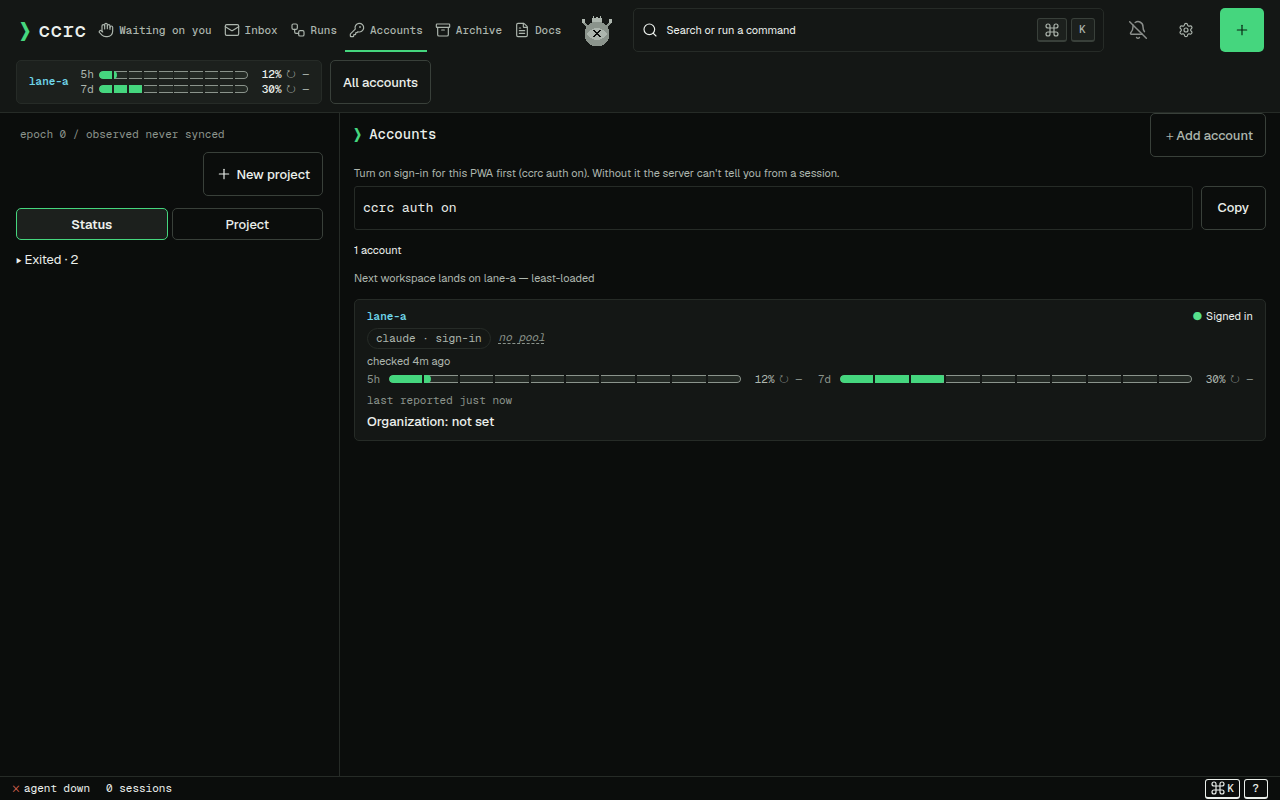 ❯ ccrc Waiting on you Inbox Runs Accounts Archive Docs Search or run a command ⌘ K +
lane-a 5h 12% ↻ —
7d 30% ↻ —
All accounts
epoch 0 / observed never synced
+ New project
Status Project
▸ Exited · 2
❯ Accounts
+ Add account
Turn on sign-in for this PWA first (ccrc auth on). Without it the server can't tell you from a session.
ccrc auth on
Copy
1 account
Next workspace lands on lane-a — least-loaded
lane-a
Signed in
claude · sign-in no pool
checked 4m ago
5h 12% ↻ — 7d 30% ↻ —
last reported just now
Organization: not set
× agent down 0 sessions
⌘K ?